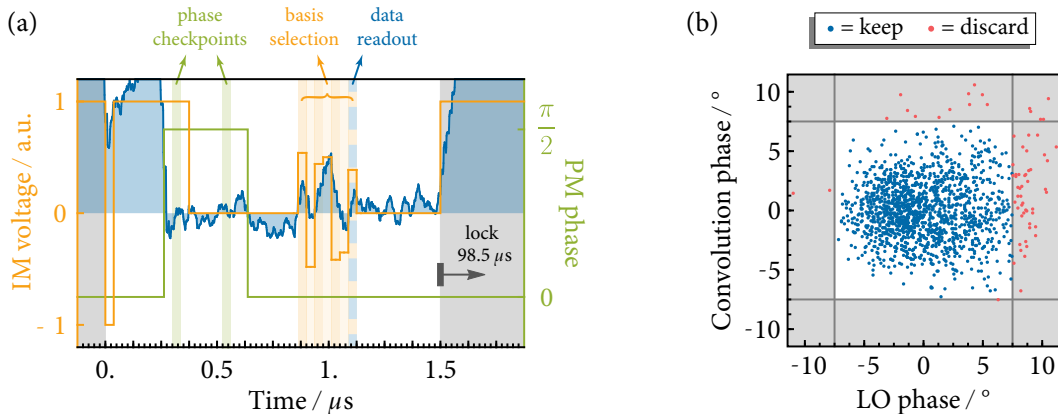 (a)
phase
checkpoints
basis
selection
data
readout
IM voltage / a.u.
1
0
- 1
π
2
0
PM phase
lock
98.5 μs
0.
0.5
1.
1.5
Time / μs
(b)
= keep
= discard
Convolution phase / °
10
5
0
-5
-10
-10
-5
0
5
10
LO phase / °